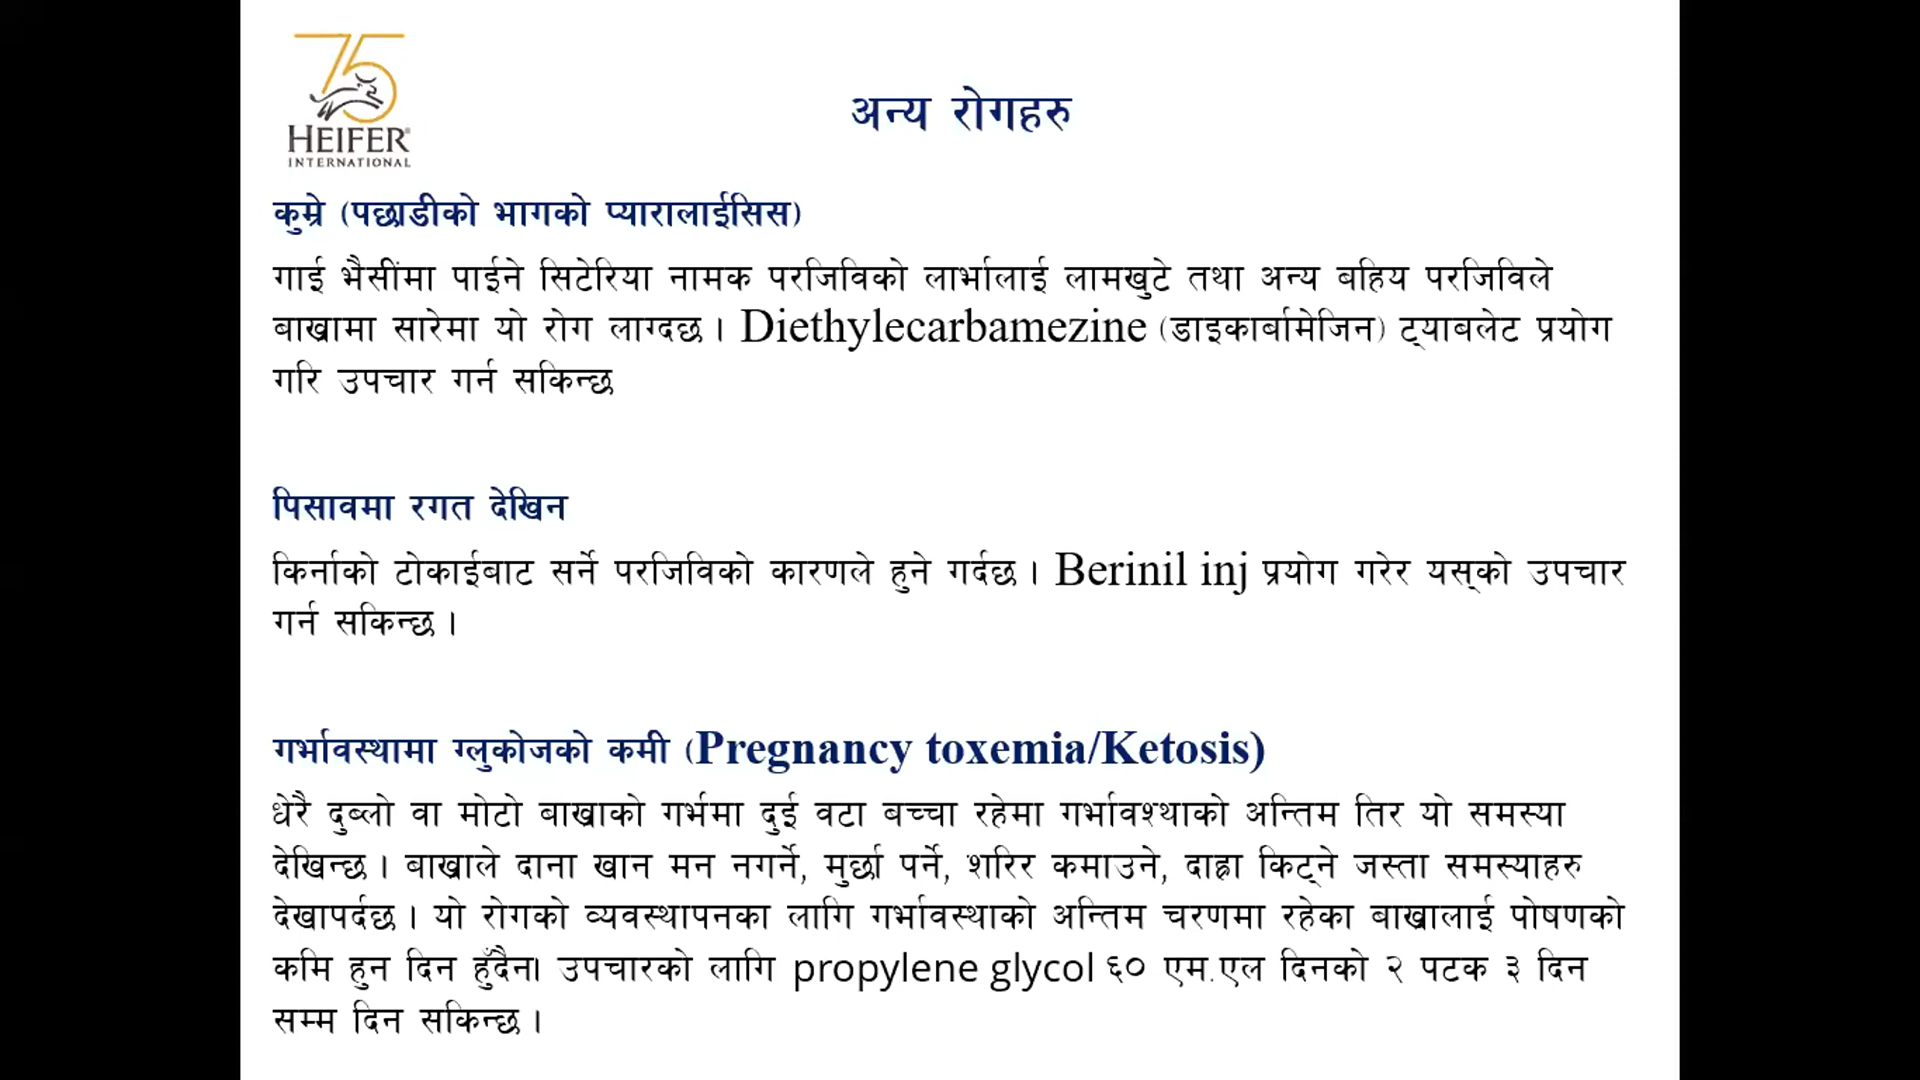 75
HEIFER
INTERNATIONAL
अन्य रोगहरु
कुम्रे (पछाडीको भागको प्यारालाईसिस)
गाई भैसींमा पाईने सिटेरिया नामक परजिविको लार्भालाई लामखुटे तथा अन्य बहिय परजिविले
बाख्रामा सारेमा यो रोग लाग्दछ । Diethylecarbamezine (डाइकार्बामेजिन) ट्याबलेट प्रयोग
गरि उपचार गर्न सकिन्छ
पिसावमा रगत देखिन
किर्नाको टोकाईबाट सर्ने परजिविको कारणले हुने गर्दछ । Berinil inj प्रयोग गरेर यस्को उपचार
गर्न सकिन्छ ।
गर्भावस्थामा ग्लुकोजको कमी (Pregnancy toxemia/Ketosis)
धेरै दुब्लो वा मोटो बाख्राको गर्भमा दुई वटा बच्चा रहेमा गर्भावश्थाको अन्तिम तिर यो समस्या
देखिन्छ । बाख्राले दाना खान मन नगर्ने, मुर्छा पर्ने, शरिर कमाउने, दाह्रा किट्ने जस्ता समस्याहरु
देखापर्दछ । यो रोगको व्यवस्थापनका लागि गर्भावस्थाको अन्तिम चरणमा रहेका बाख्रालाई पोषणको
कमि हुन दिन हुँदैन। उपचारको लागि propylene glycol ६० एम.एल दिनको २ पटक ३ दिन
सम्म दिन सकिन्छ ।